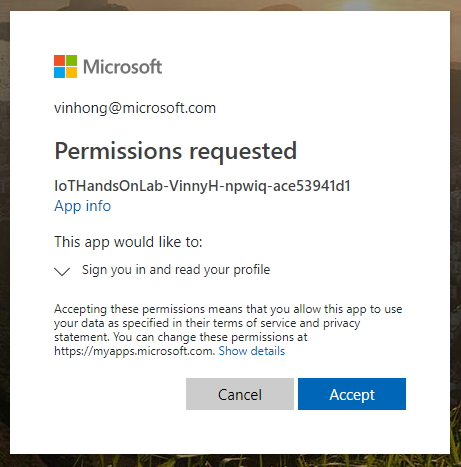 Microsoft
vinhong@microsoft.com
Permissions requested
IoTHandsOnLab-VinnyH-npwiq-ace53941d1
App info
This app would like to:
Sign you in and read your profile
Accepting these permissions means that you allow this app to use
your data as specified in their terms of service and privacy
statement. You can change these permissions at
https://myapps.microsoft.com. Show details
Cancel Accept